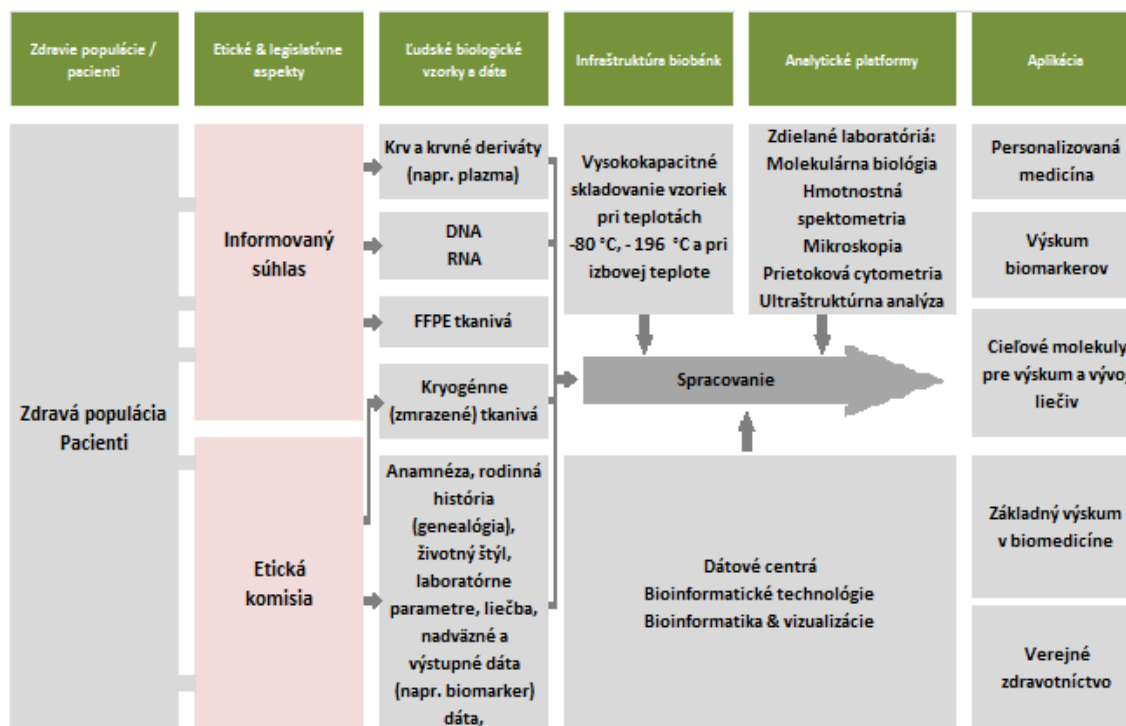 Zdravie populácie /
pacienti
Etické & legislatívne
aspekty
Ľudské biologické
vzorky a dáta
Infraštruktúra biobánk
Analytické platformy
Aplikácia
Zdravá populácia
Pacienti
Informovaný
súhlas
Etická
komisia
Krv a krvné deriváty
(napr. plazma)
DNA
RNA
FFPE tkanivá
Kryogénne
(zmrazené) tkanivá
Anamnéza, rodinná
história
(genealógia),
životný štýl,
laboratórne
parametre, liečba,
nadväzné a
výstupné dáta
(napr. biomarker)
dáta,
Vysokokapacitné
skladovanie vzoriek
pri teplotách
-80 °C, - 196 °C a pri
izbovej teplote
Zdielané laboratóriá:
Molekulárna biológia
Hmotnostná
spektometria
Mikroskopia
Prietoková cytometria
Ultraštruktúrna analýza
Spracovanie
Dátové centrá
Bioinformatické technológie
Bioinformatika & vizualizácie
Personalizovaná
medicína
Výskum
biomarkerov
Cieľové molekuly
pre výskum a vývoj
liečiv
Základný výskum
v biomedicíne
Verejné
zdravotníctvo